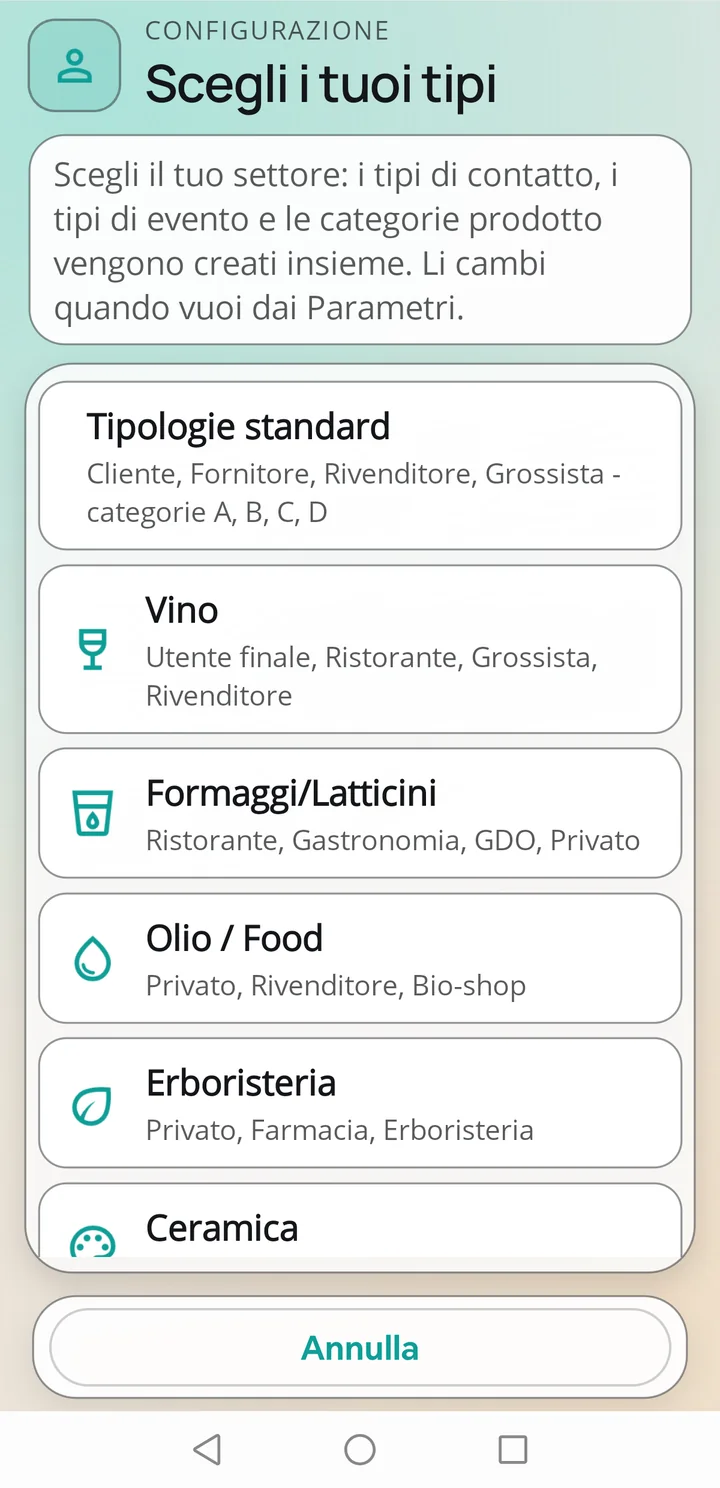 CONFIGURAZIONE
Scegli i tuoi tipi
Scegli il tuo settore: i tipi di contatto, i
tipi di evento e le categorie prodotto
vengono creati insieme. Li cambi
quando vuoi dai Parametri.
Tipologie standard
Cliente, Fornitore, Rivenditore, Grossista -
categorie A, B, C, D
Vino
Utente finale, Ristorante, Grossista,
Rivenditore
Formaggi/Latticini
Ristorante, Gastronomia, GDO, Privato
Olio / Food
Privato, Rivenditore, Bio-shop
Erboristeria
Privato, Farmacia, Erboristeria
Ceramica
Annulla